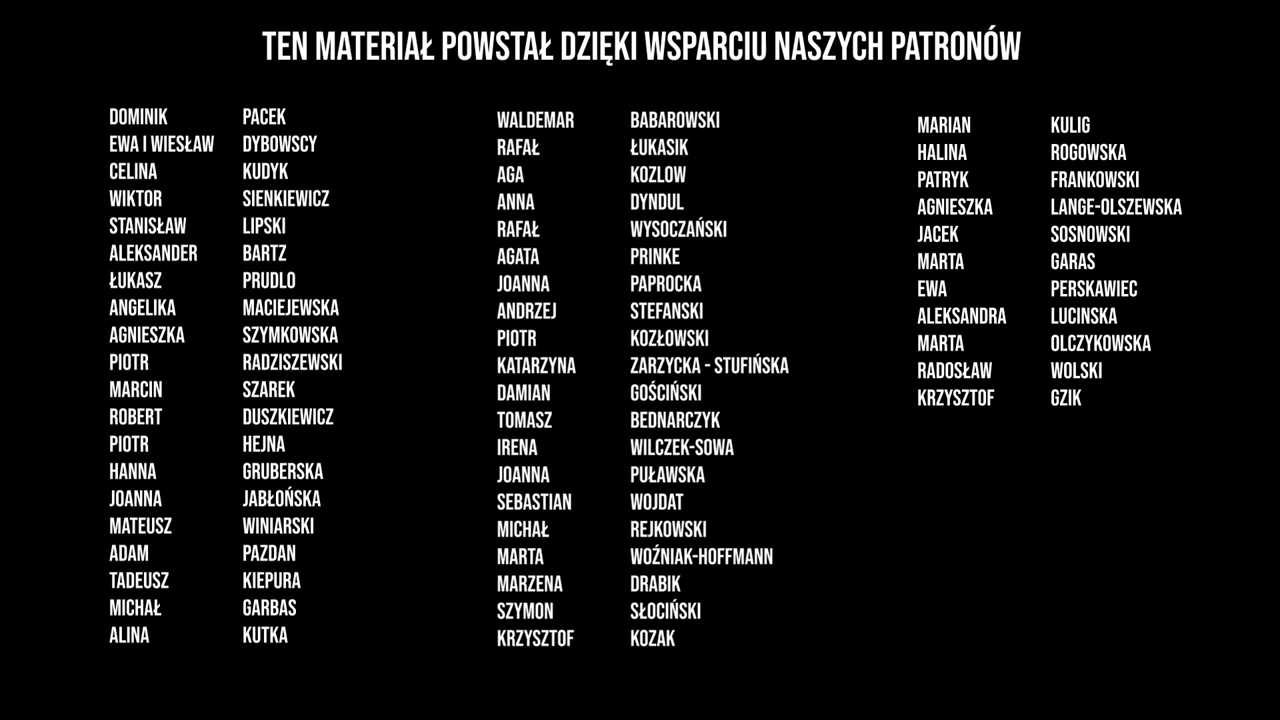 TEN MATERIAŁ POWSTAŁ DZIĘKI WSPARCIU NASZYCH PATRONÓW
DOMINIK PACEK
EWA I WIESŁAW DYBOWSCY
CELINA KUDYK
WIKTOR SIENKIEWICZ
STANISŁAW LIPSKI
ALEKSANDER BARTZ
ŁUKASZ PRUDLO
ANGELIKA MACIEJEWSKA
AGNIESZKA SZYMKOWSKA
PIOTR RADZISZEWSKI
MARCIN SZAREK
ROBERT DUSZKIEWICZ
PIOTR HEJNA
HANNA GRUBERSKA
JOANNA JABŁOŃSKA
MATEUSZ WINIARSKI
ADAM PAZDAN
TADEUSZ KIEPURA
MICHAŁ GARBAS
ALINA KUTKA
WALDEMAR BABAROWSKI
RAFAŁ ŁUKASIK
AGA KOZLOW
ANNA DYNDUL
RAFAŁ WYSOCZAŃSKI
AGATA PRINKE
JOANNA PAPROCKA
ANDRZEJ STEFANSKI
PIOTR KOZŁOWSKI
KATARZYNA ZARZYCKA - STUFIŃSKA
DAMIAN GOŚCIŃSKI
TOMASZ BEDNARCZYK
IRENA WILCZEK-SOWA
JOANNA PUŁAWSKA
SEBASTIAN WOJDAT
MICHAŁ REJKOWSKI
MARTA WOŹNIAK-HOFFMANN
MARZENA DRABIK
SZYMON SŁOCIŃSKI
KRZYSZTOF KOZAK
MARIAN KULIG
HALINA ROGOWSKA
PATRYK FRANKOWSKI
AGNIESZKA LANGE-OLSZEWSKA
JACEK SOSNOWSKI
MARTA GARAS
EWA PERSKAWIEC
ALEKSANDRA LUCINSKA
MARTA OLCZYKOWSKA
RADOSŁAW WOLSKI
KRZYSZTOF GZIK